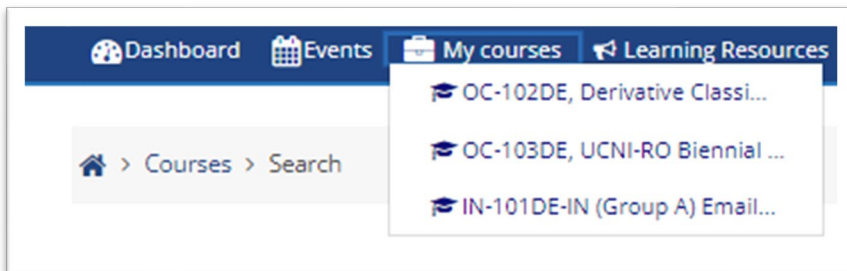 Dashboard Events My courses Learning Resources
OC-102DE, Derivative Classi...
OC-103DE, UCNI-RO Biennial ...
IN-101DE-IN (Group A) Email...
> Courses > Search